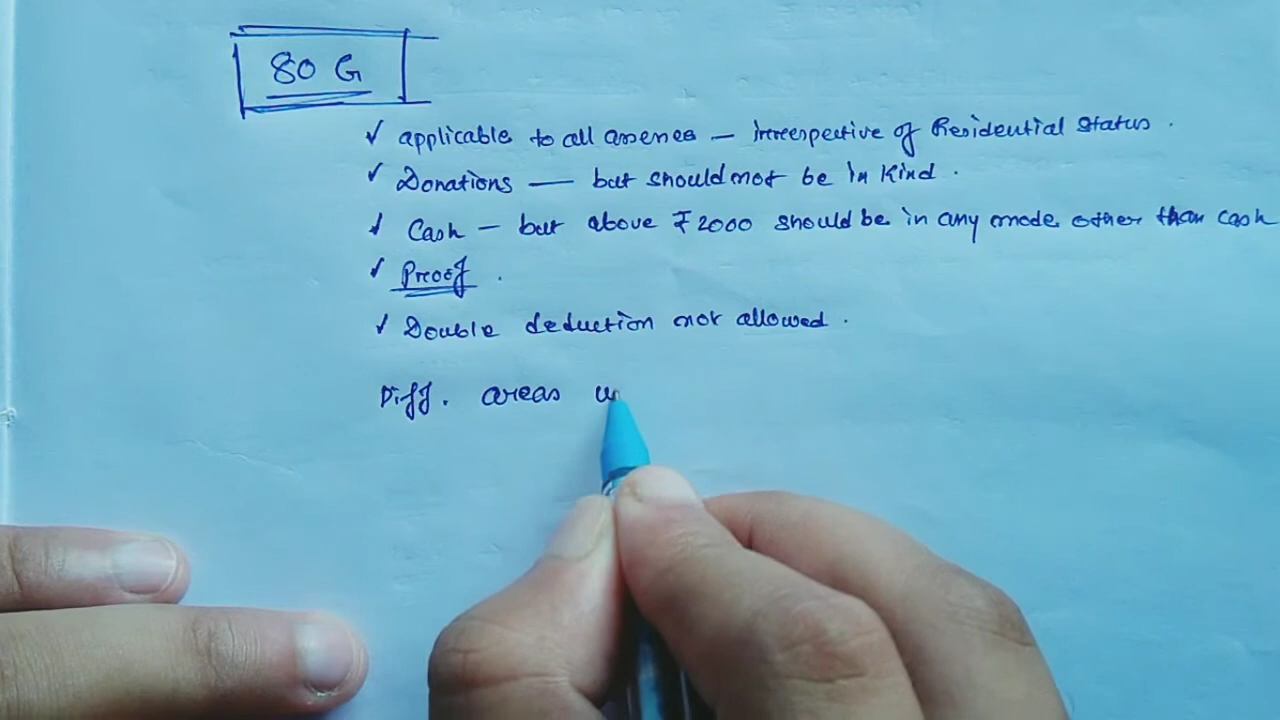 80 G
✓ applicable to all assesses — irrespective of Residential Status .
✓ Donations — but should not be in Kind .
✓ Cash — but above ₹2000 should be in any mode other than cash
✓ Proof .
✓ Double deduction not allowed .
Diff. areas